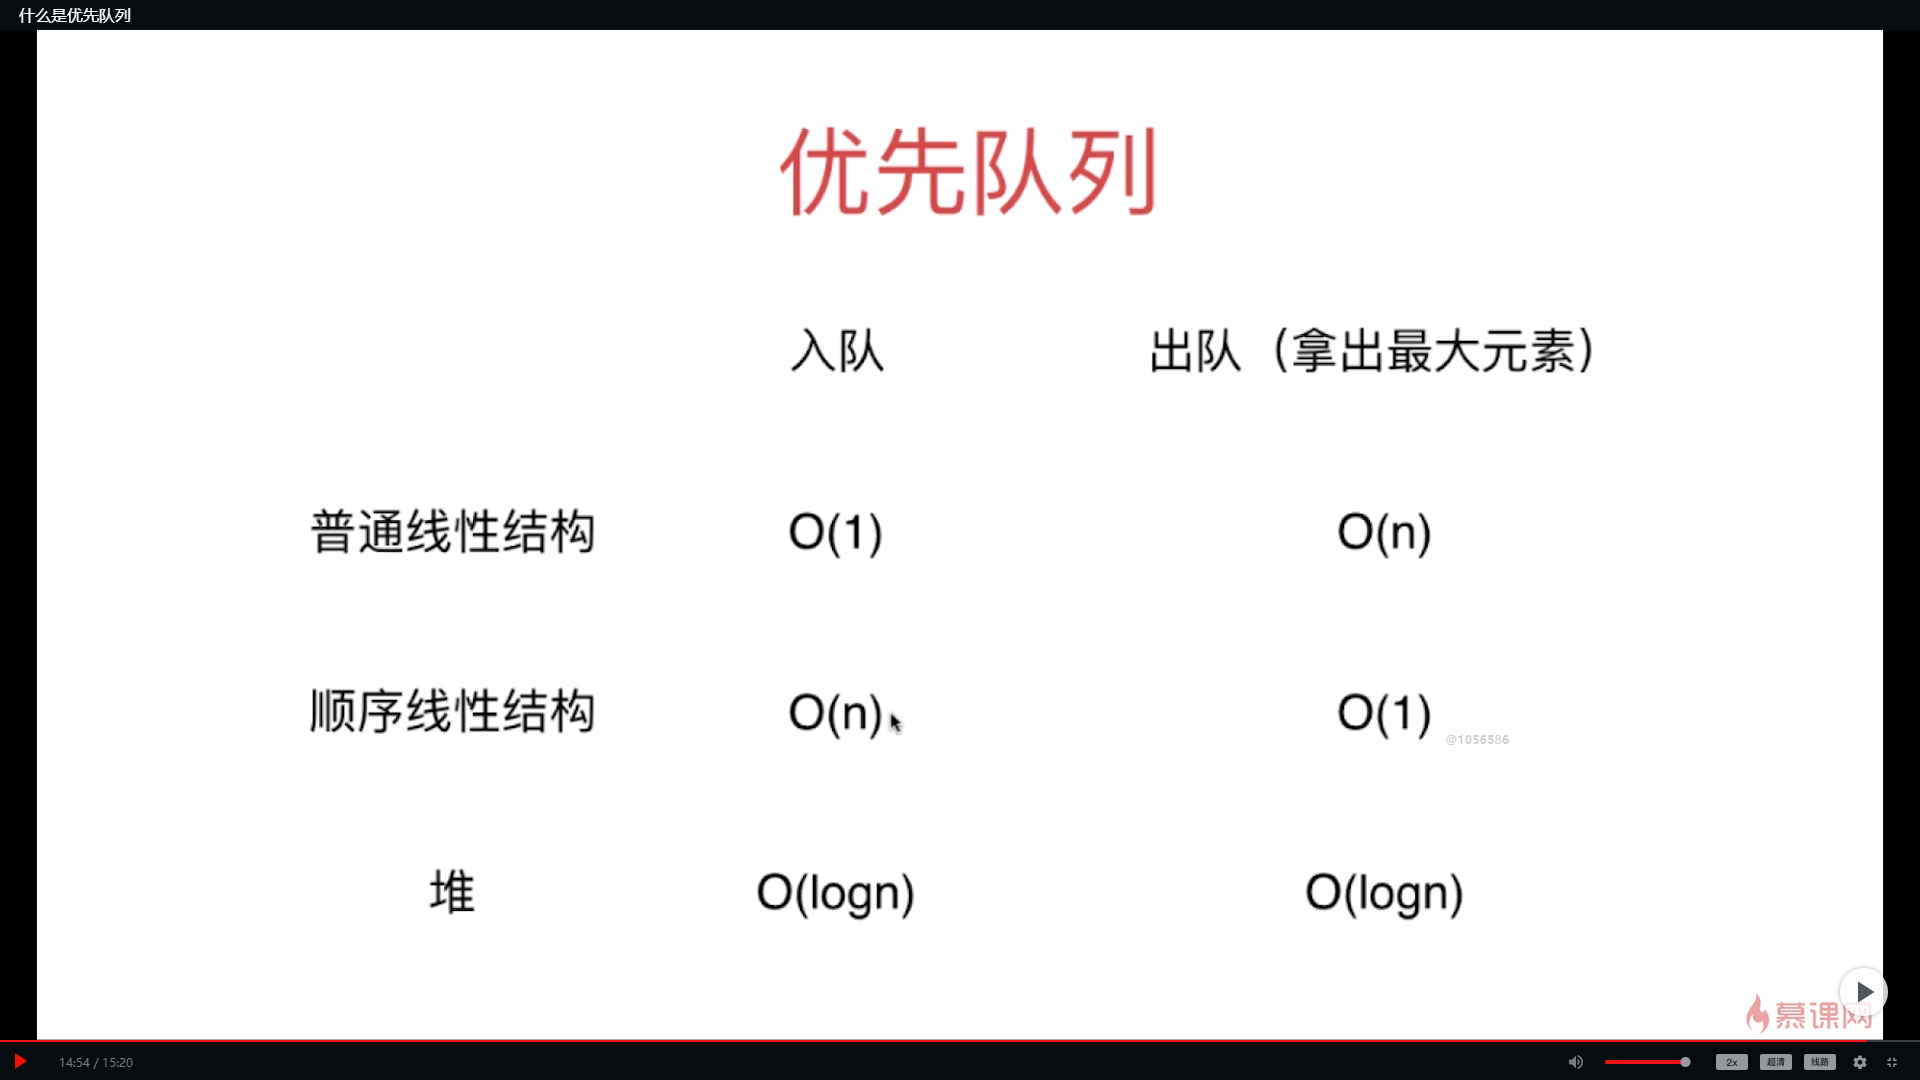 什么是优先队列
优先队列
入队 出队（拿出最大元素）
普通线性结构 O(1) O(n)
顺序线性结构 O(n) O(1)
@1056586
堆 O(logn) O(logn)
慕课网
14:54 / 15:20 2x 超清 线路